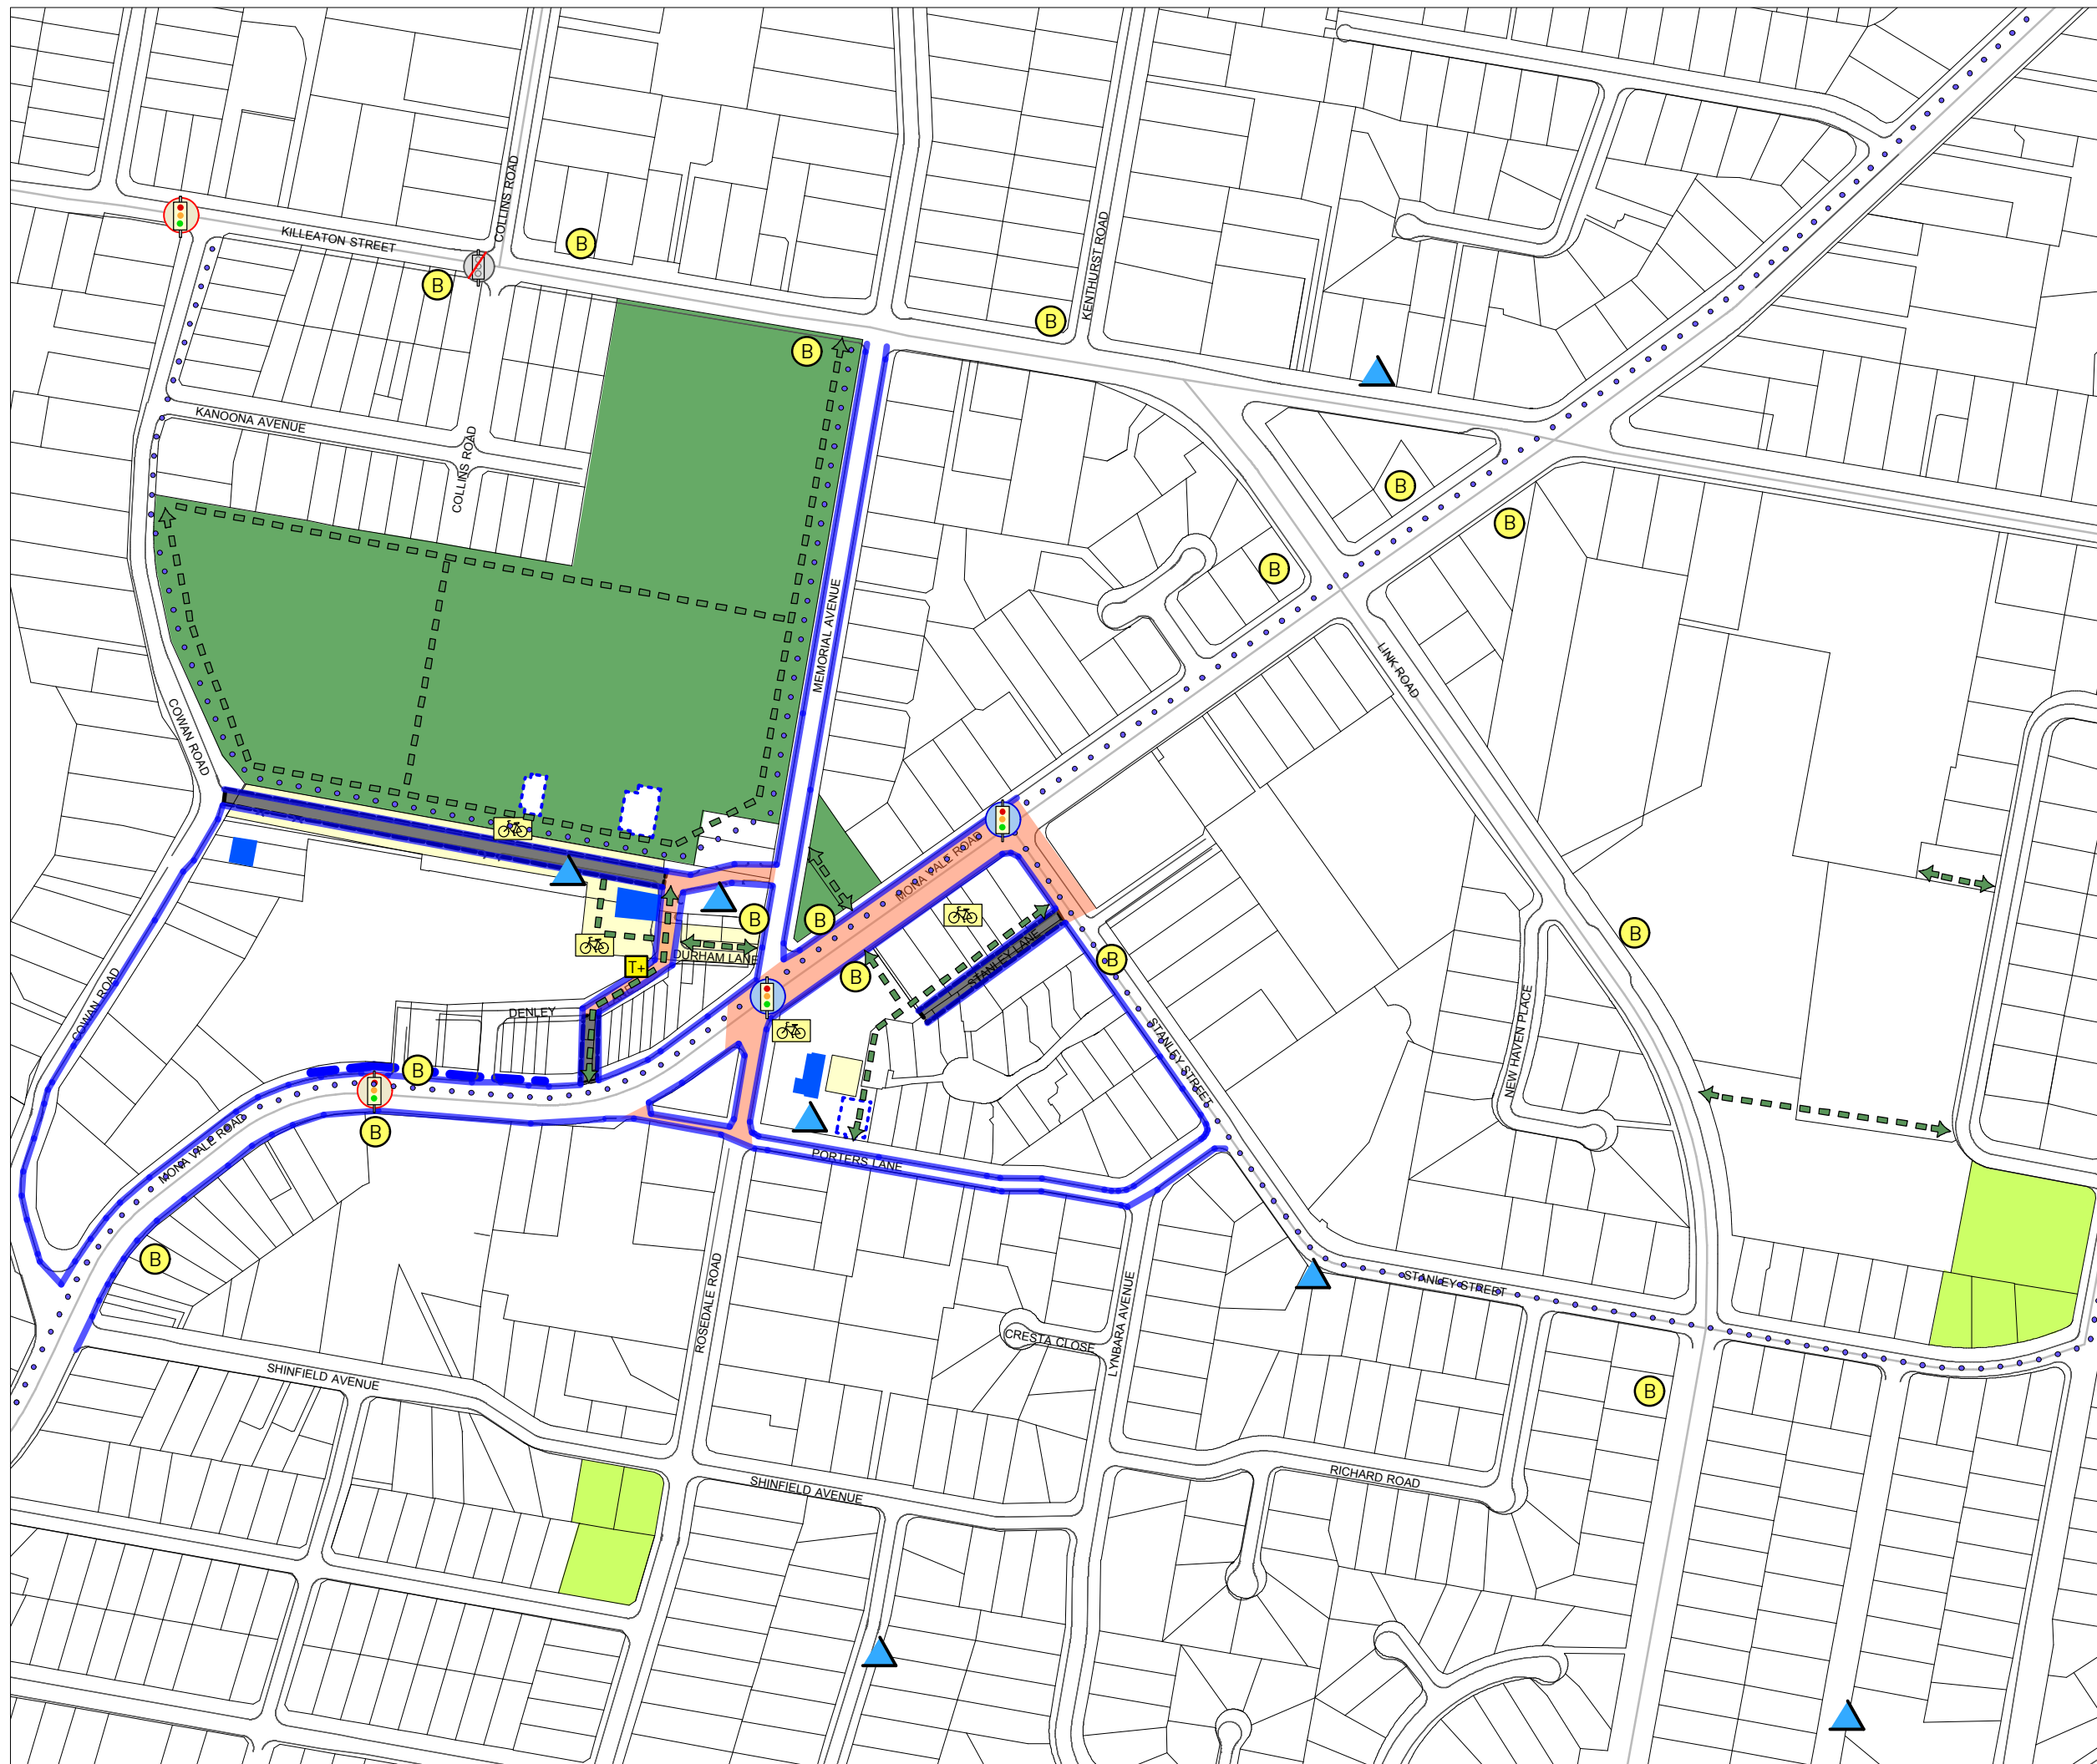 COLLINS ROAD
KILLEATON STREET
B
B
KENTHURST ROAD
B
B
KANOONA AVENUE
COLLINS ROAD
B
B
B
MEMORIAL AVENUE
LINK ROAD
COWAN ROAD
MONA VALE ROAD
B
B
B
STANLEY LANE
DURHAM LANE
T+
B
B
COWAN ROAD
DENLEY
B
STANLEY STREET
NEW HAVEN PLACE
B
MONA VALE ROAD
PORTERS LANE
B
STANLEY STREET
ROSEDALE ROAD
LYNBARA AVENUE
CRESTA CLOSE
SHINFIELD AVENUE
B
RICHARD ROAD
SHINFIELD AVENUE